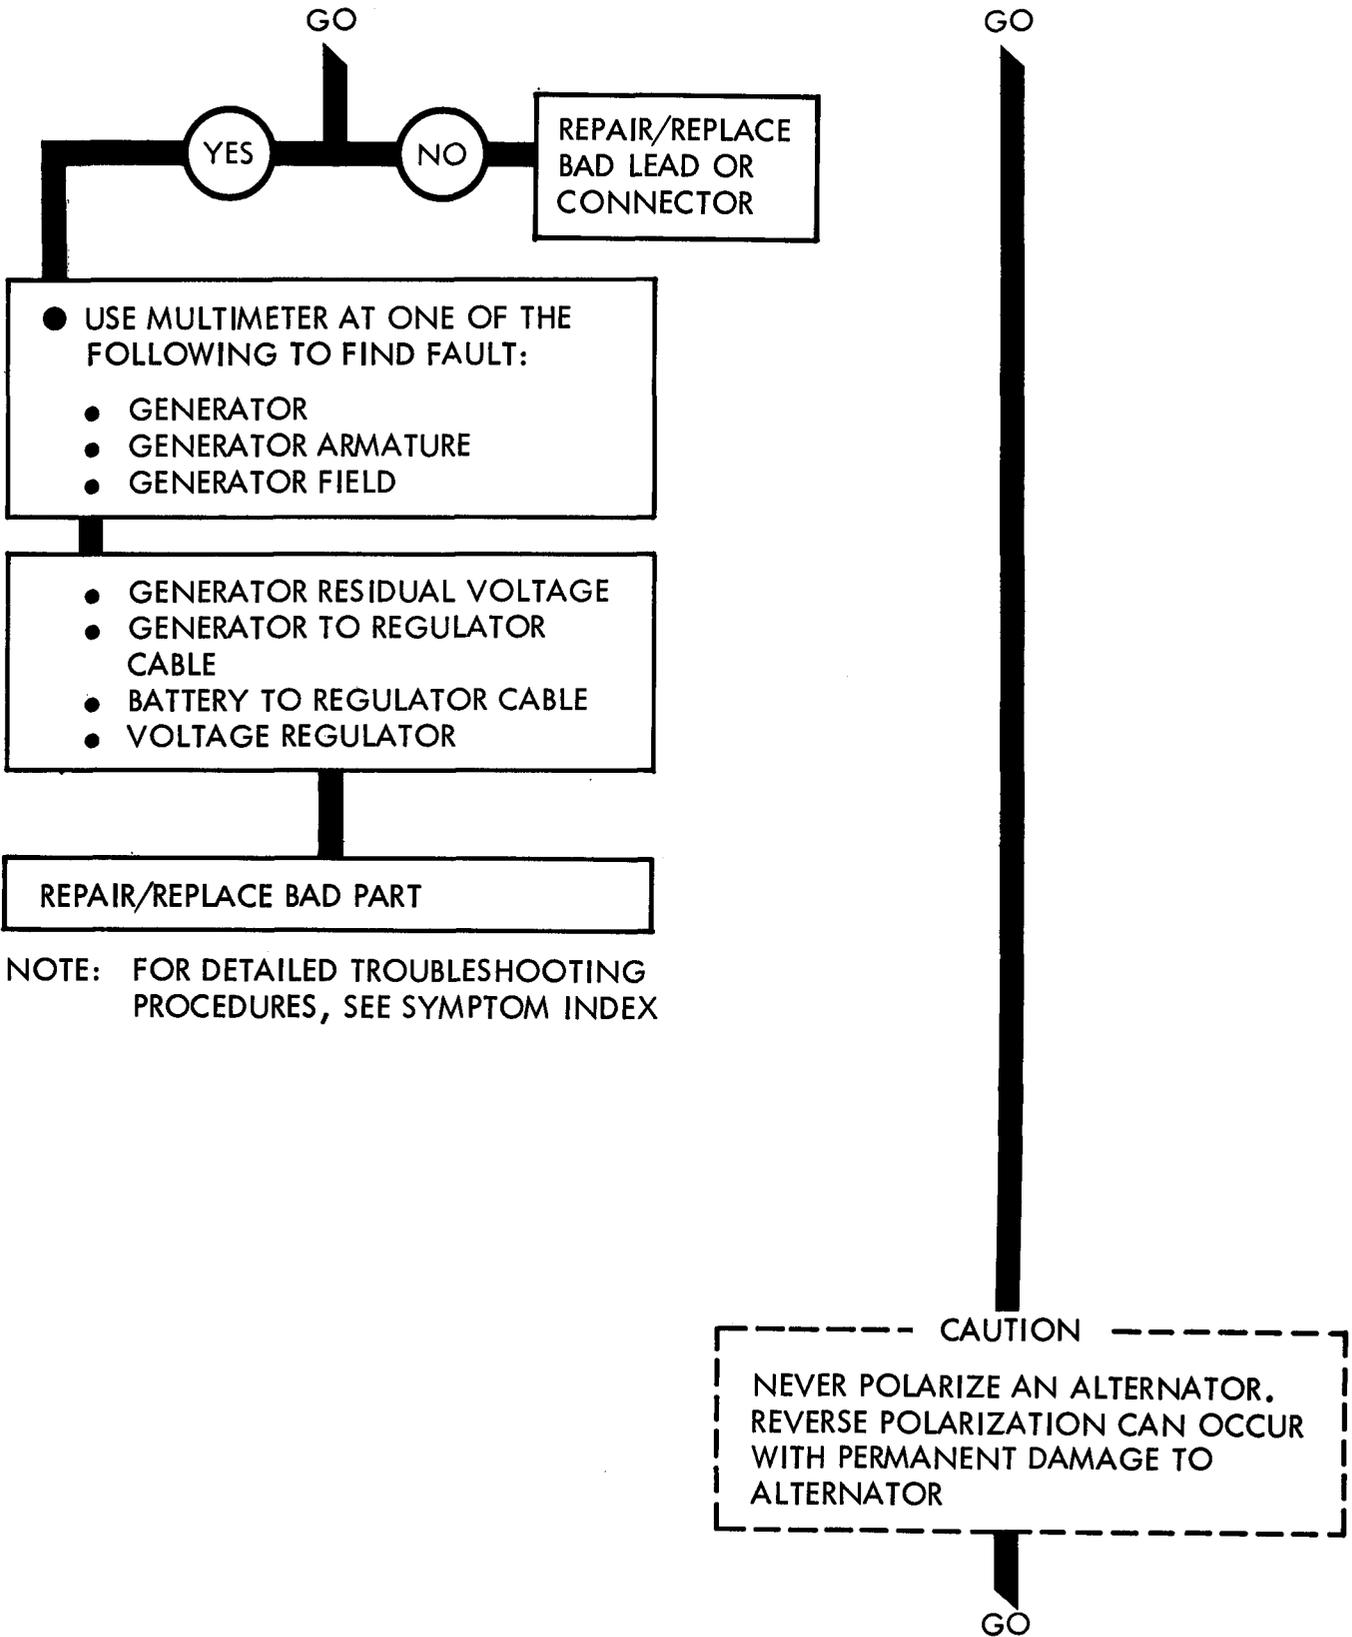 GO
YES
NO
REPAIR/REPLACE
BAD LEAD OR
CONNECTOR
● USE MULTIMETER AT ONE OF THE
FOLLOWING TO FIND FAULT:
● GENERATOR
● GENERATOR ARMATURE
● GENERATOR FIELD
● GENERATOR RESIDUAL VOLTAGE
● GENERATOR TO REGULATOR
CABLE
● BATTERY TO REGULATOR CABLE
● VOLTAGE REGULATOR
REPAIR/REPLACE BAD PART
NOTE: FOR DETAILED TROUBLESHOOTING
PROCEDURES, SEE SYMPTOM INDEX
GO
CAUTION
NEVER POLARIZE AN ALTERNATOR.
REVERSE POLARIZATION CAN OCCUR
WITH PERMANENT DAMAGE TO
ALTERNATOR
GO